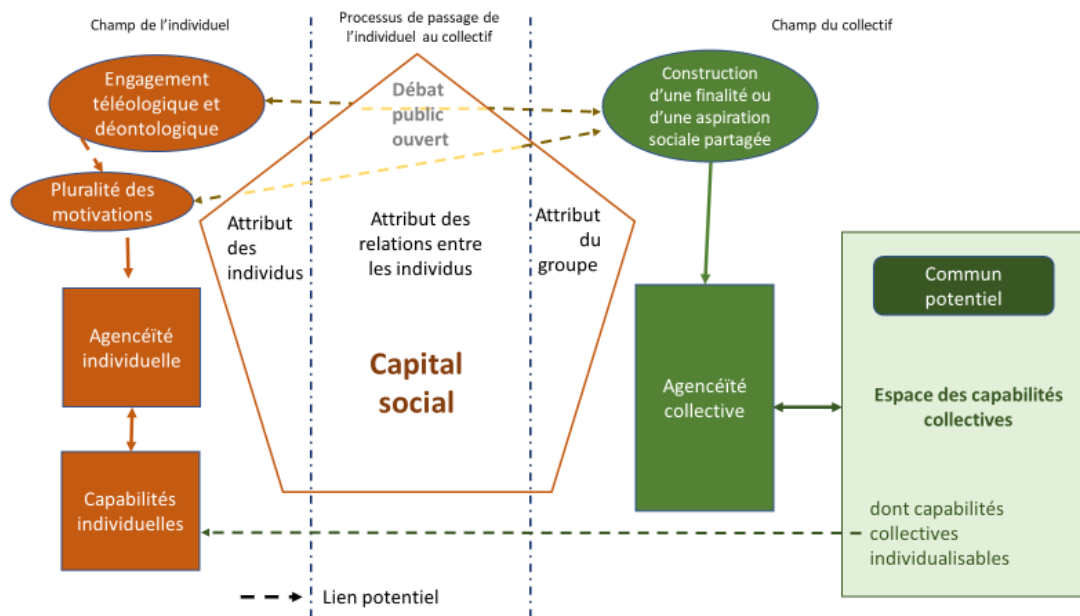 Champ de l’individuel
Processus de passage de
l’individuel au collectif
Champ du collectif
Engagement
téléologique et
déontologique
Débat
public
ouvert
Construction
d’une finalité ou
d’une aspiration
sociale partagée
Pluralité des
motivations
Attribut
des
individus
Attribut des
relations entre
les individus
Attribut
du
groupe
Commun
potentiel
Agencéïté
individuelle
Capital
social
Agencéïté
collective
Espace des capabilités
collectives
Capabilités
individuelles
dont capabilités
collectives
individualisables
Lien potentiel